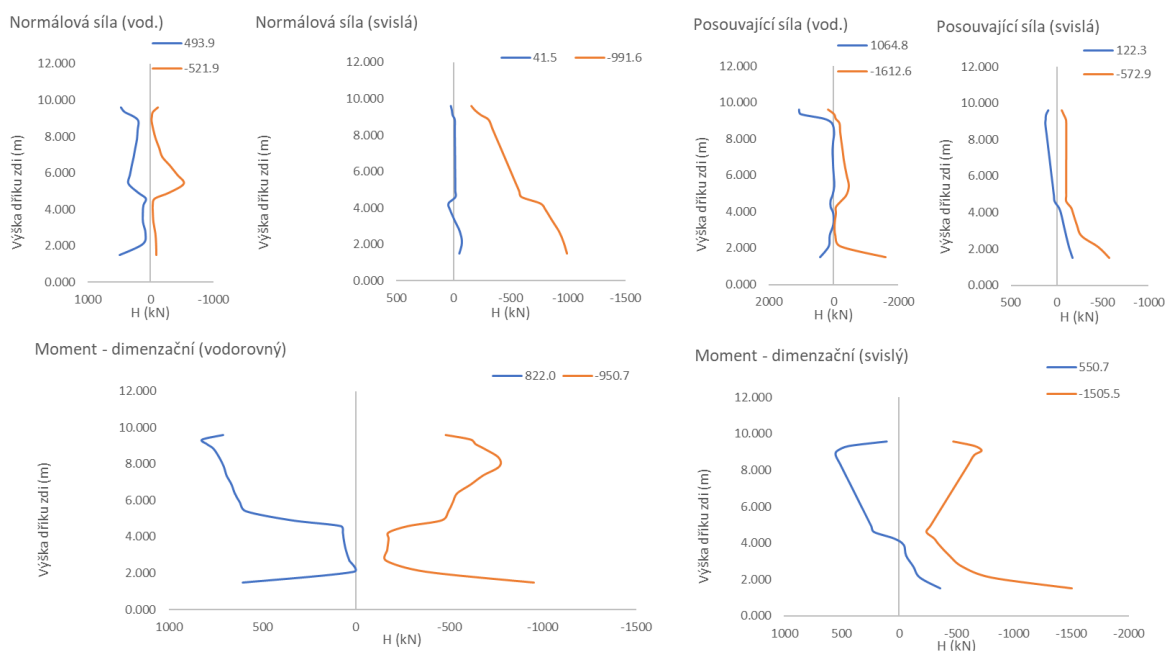 Normálová síla (vod.)
493.9
-521.9
12.000
10.000
8.000
6.000
4.000
2.000
0.000
Výška dříku zdi (m)
1000 0 -1000
H (kN)
Normálová síla (svislá)
41.5 -991.6
12.000
10.000
8.000
6.000
4.000
2.000
0.000
Výška dříku zdi (m)
500 0 -500 -1000 -1500
H (kN)
Posouvající síla (vod.)
1064.8
-1612.6
12.000
10.000
8.000
6.000
4.000
2.000
0.000
Výška dříku zdi (m)
2000 0 -2000
H (kN)
Posouvající síla (svislá)
122.3
-572.9
12.000
10.000
8.000
6.000
4.000
2.000
0.000
Výška dříku zdi (m)
500 0 -500 -1000
H (kN)
Moment - dimenzační (vodorovný)
822.0 -950.7
12.000
10.000
8.000
6.000
4.000
2.000
0.000
Výška dříku zdi (m)
1000 500 0 -500 -1000 -1500
H (kN)
Moment - dimenzační (svislý)
550.7
-1505.5
12.000
10.000
8.000
6.000
4.000
2.000
0.000
Výška dříku zdi (m)
1000 500 0 -500 -1000 -1500 -2000
H (kN)